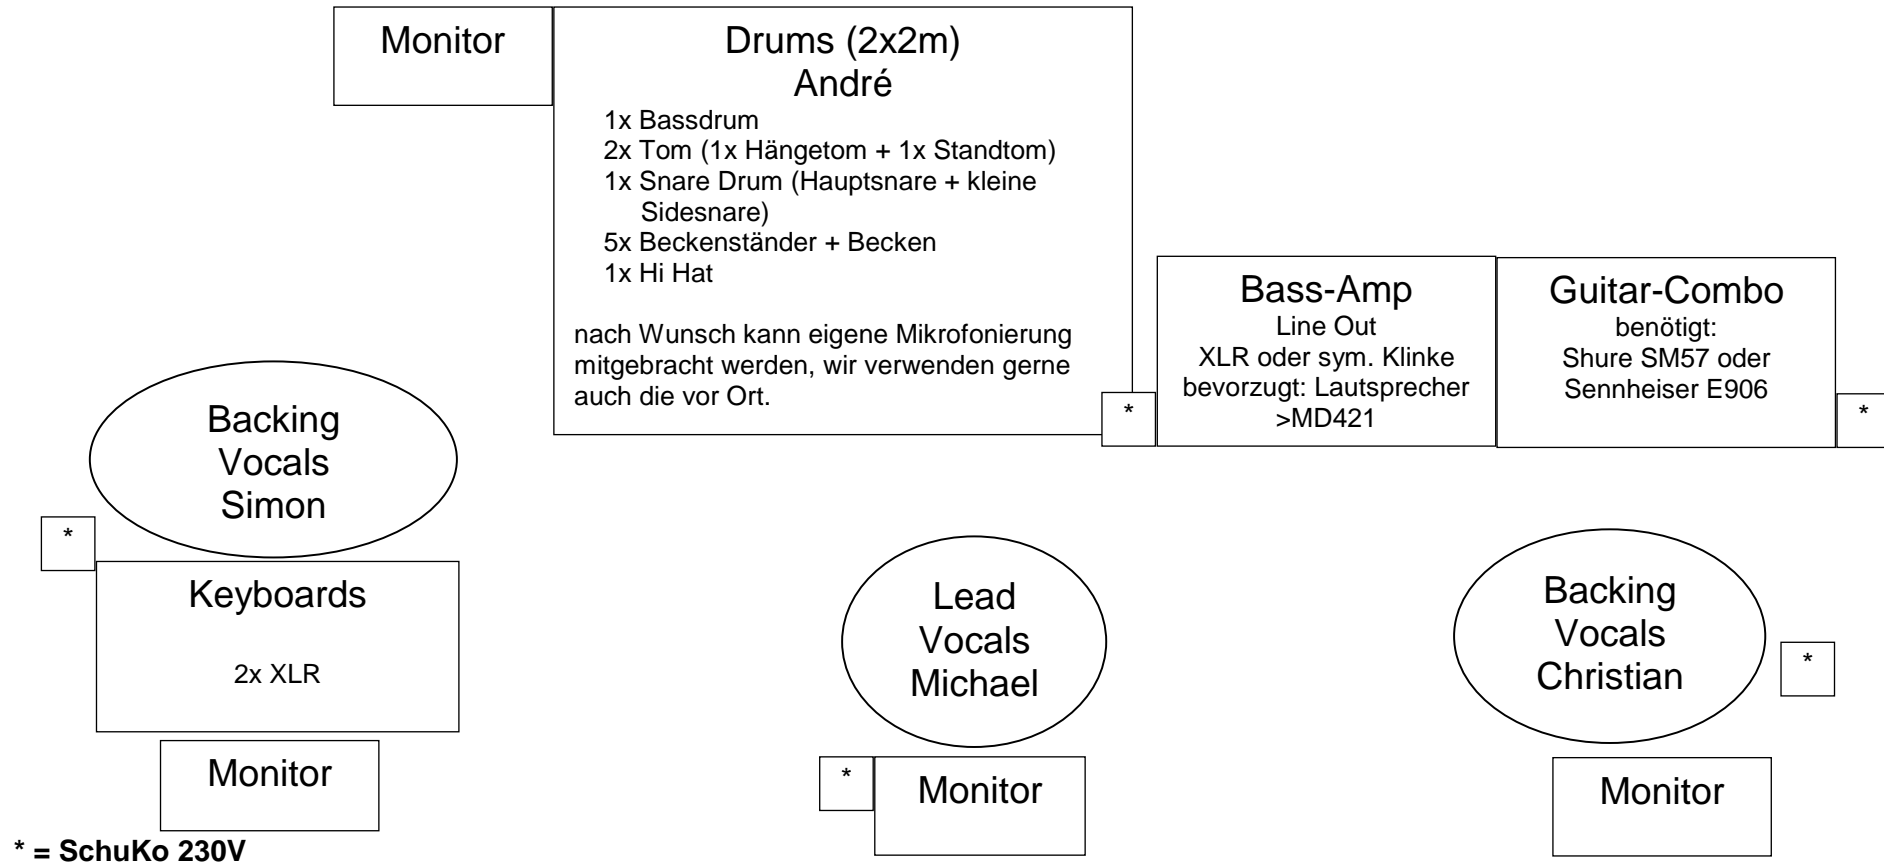 Monitor
Drums (2x2m)
André
1x Bassdrum
2x Tom (1x Hängetom + 1x Standtom)
1x Snare Drum (Hauptsnare + kleine
Sidesnare)
5x Beckenständer + Becken
1x Hi Hat
nach Wunsch kann eigene Mikrofonierung
mitgebracht werden, wir verwenden gerne
auch die vor Ort.
*
Bass-Amp
Line Out
XLR oder sym. Klinke
bevorzugt: Lautsprecher
>MD421
Guitar-Combo
benötigt:
Shure SM57 oder
Sennheiser E906
*
Backing
Vocals
Simon
*
Keyboards
2x XLR
Monitor
Lead
Vocals
Michael
*
Monitor
Backing
Vocals
Christian
*
Monitor
* = SchuKo 230V